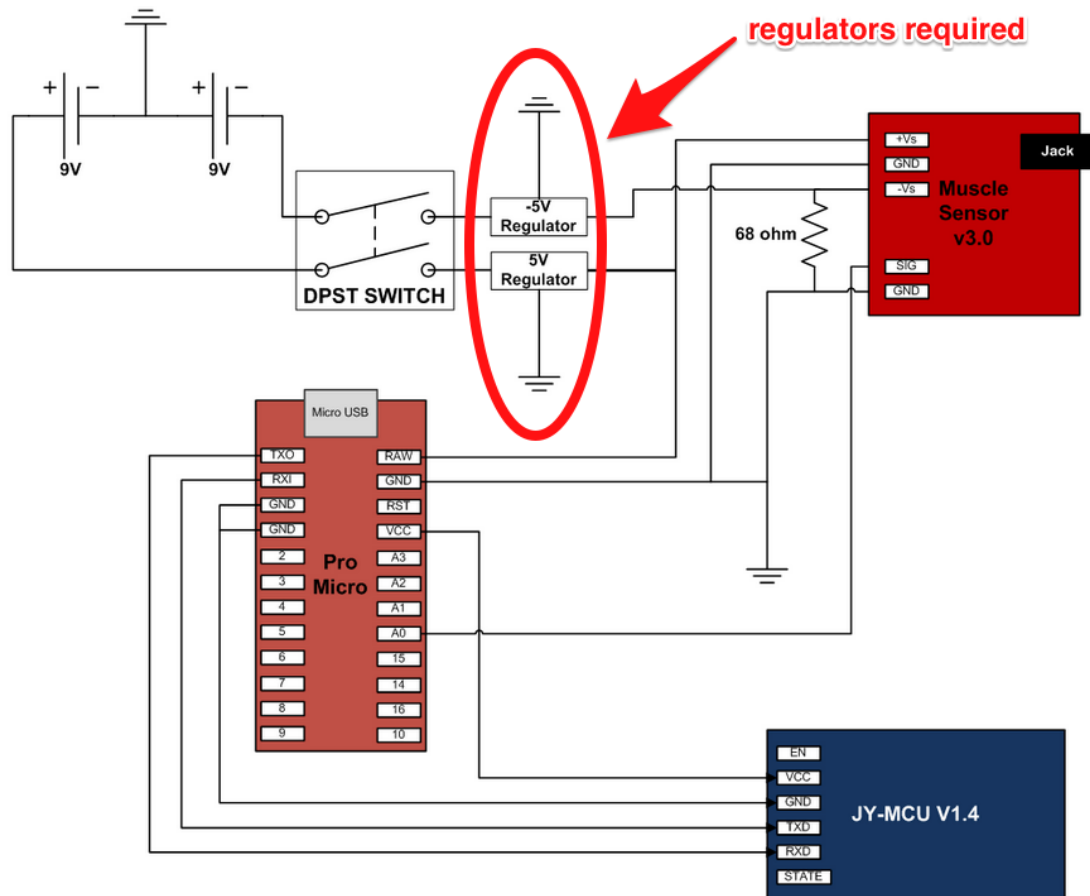 regulators required
+ − + −
9V 9V
-5V
Regulator
5V
Regulator
DPST SWITCH
68 ohm
+Vs
GND
-Vs
SIG
GND
Jack
Muscle
Sensor
v3.0
Micro USB
TXO
RXI
GND
GND
2
3
4
5
6
7
8
9
Pro
Micro
RAW
GND
RST
VCC
A3
A2
A1
A0
15
14
16
10
EN
VCC
GND
TXD
RXD
STATE
JY-MCU V1.4